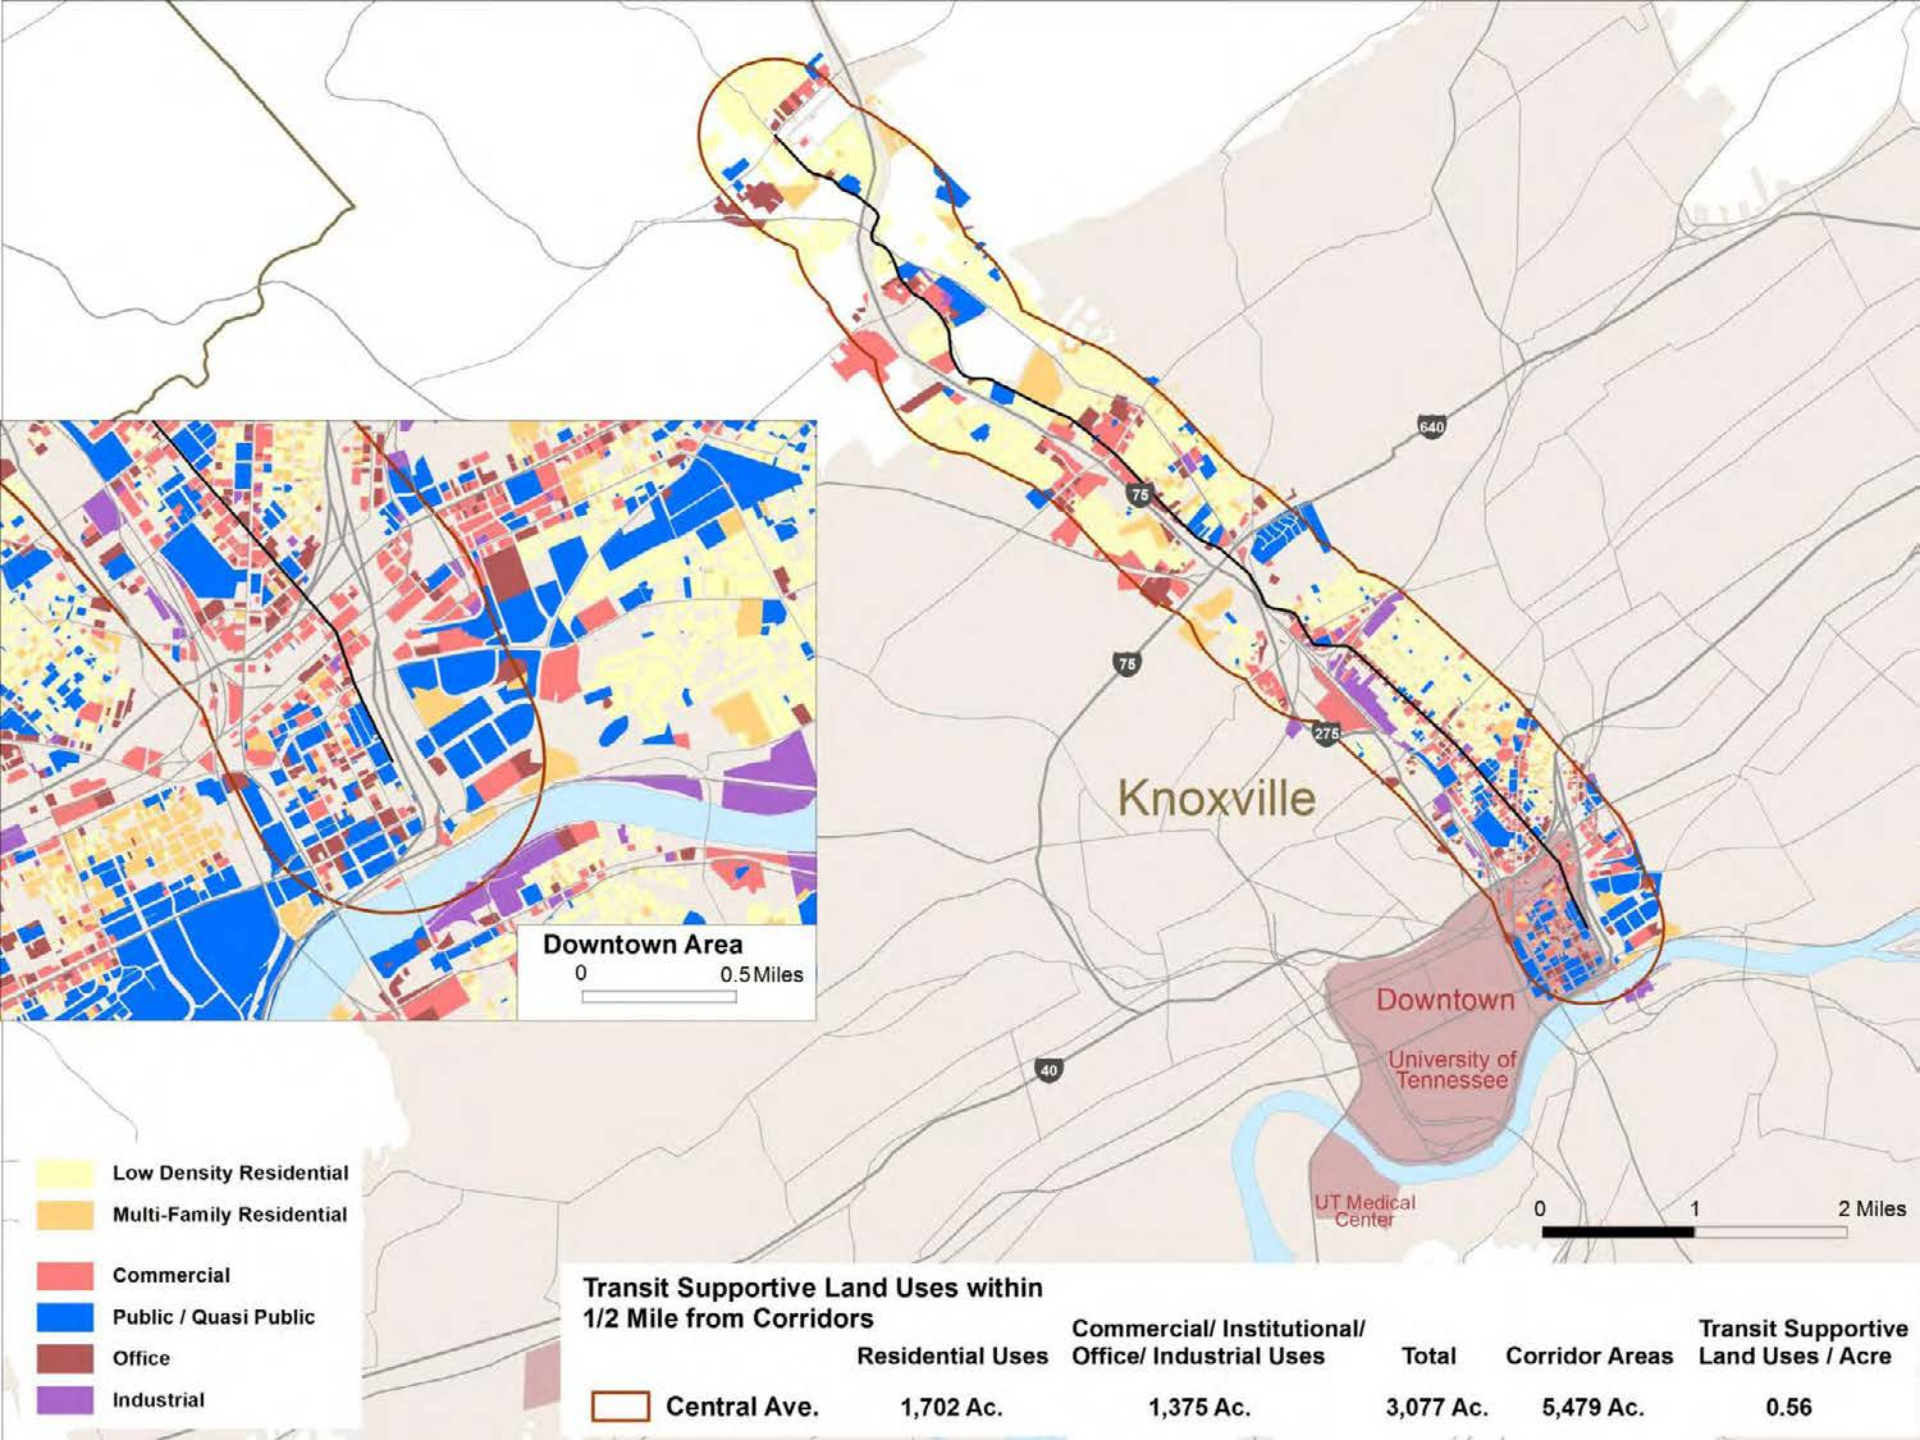 640
75
75
275
Knoxville
Downtown Area
0 0.5 Miles
Downtown
University of
Tennessee
40
UT Medical
Center
0 1 2 Miles
Low Density Residential
Multi-Family Residential
Commercial
Public / Quasi Public
Office
Industrial
Transit Supportive Land Uses within
1/2 Mile from Corridors
Residential Uses
Commercial/ Institutional/
Office/ Industrial Uses
Total
Corridor Areas
Transit Supportive
Land Uses / Acre
Central Ave. 1,702 Ac. 1,375 Ac. 3,077 Ac. 5,479 Ac. 0.56